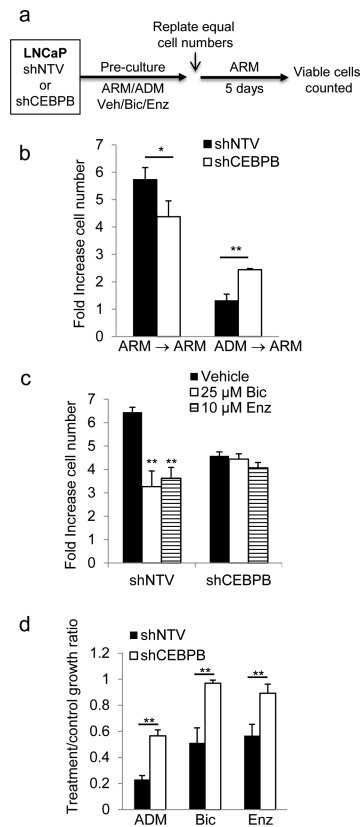 a
Replate equal
cell numbers
LNCaP
shNTV
or
shCEBPB
Pre-culture
ARM/ADM
Veh/Bic/Enz
ARM
5 days
Viable cells
counted
b
shNTV
shCEBPB
Fold Increase cell number
7
6
5
4
3
2
1
0
*
**
ARM → ARM
ADM → ARM
c
Vehicle
25 µM Bic
10 µM Enz
Fold Increase cell number
7
6
5
4
3
2
1
0
** **
shNTV
shCEBPB
d
shNTV
shCEBPB
Treatment/control growth ratio
1.2
1
0.8
0.6
0.4
0.2
0
**
**
**
ADM
Bic
Enz